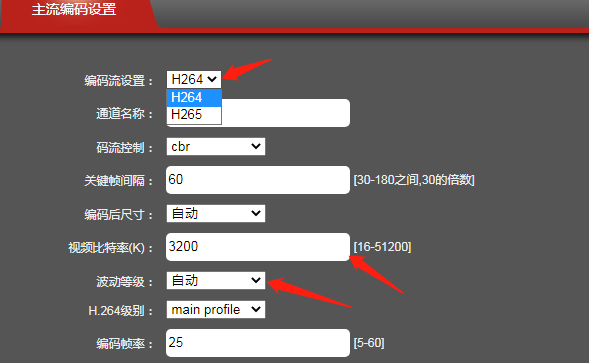 主流编码设置
编码流设置： H264
H264
H265
通道名称：
码流控制： cbr
关键帧间隔： 60 [30-180之间,30的倍数]
编码后尺寸： 自动
视频比特率(K)： 3200 [16-51200]
波动等级： 自动
H.264级别： main profile
编码帧率： 25 [5-60]